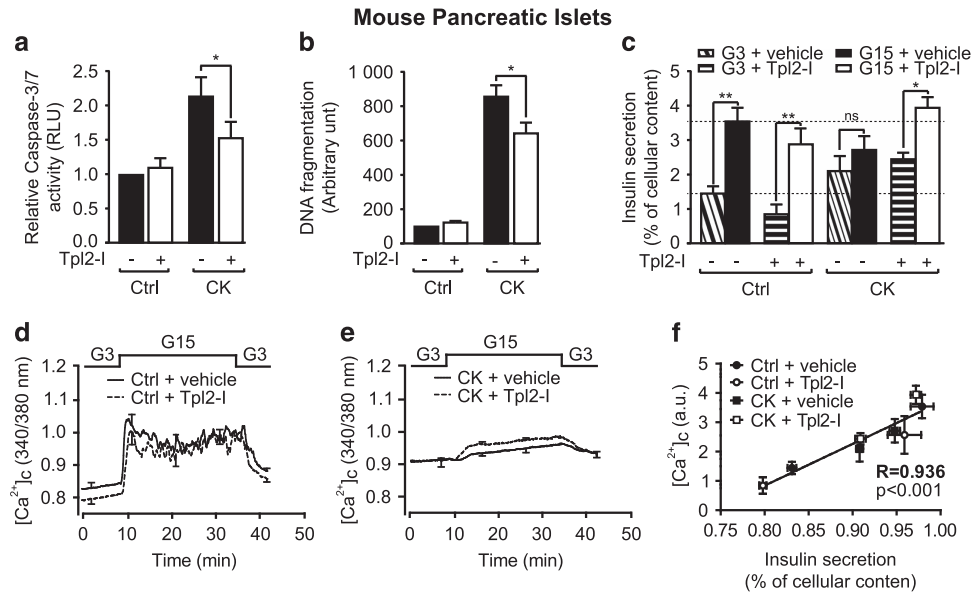 Mouse Pancreatic Islets
a
Relative Caspase-3/7
activity (RLU)
2.5
2.0
1.5
1.0
0.5
0.0
*
Tpl2-I
- + - +
Ctrl CK
b
DNA fragmentation
(Arbitrary unt)
1 000
800
600
400
200
0
*
Tpl2-I
- + - +
Ctrl CK
c
G3 + vehicle G15 + vehicle
G3 + Tpl2-I G15 + Tpl2-I
Insulin secretion
(% of cellular content)
5
4
3
2
1
0
** ** ns *
Tpl2-I
- - + + - - + +
Ctrl CK
d
G15
G3 G3
Ctrl + vehicle
Ctrl + Tpl2-I
[Ca2+]c (340/380 nm)
1.2
1.1
1.0
0.9
0.8
0 10 20 30 40 50
Time (min)
e
G15
G3 G3
CK + vehicle
CK + Tpl2-I
[Ca2+]c (340/380 nm)
1.2
1.1
1.0
0.9
0.8
0 10 20 30 40 50
Time (min)
f
Ctrl + vehicle
Ctrl + Tpl2-I
CK + vehicle
CK + Tpl2-I
[Ca2+]c (a.u.)
5
4
3
2
1
0
R=0.936
p<0.001
0.75 0.80 0.85 0.90 0.95 1.00
Insulin secretion
(% of cellular conten)